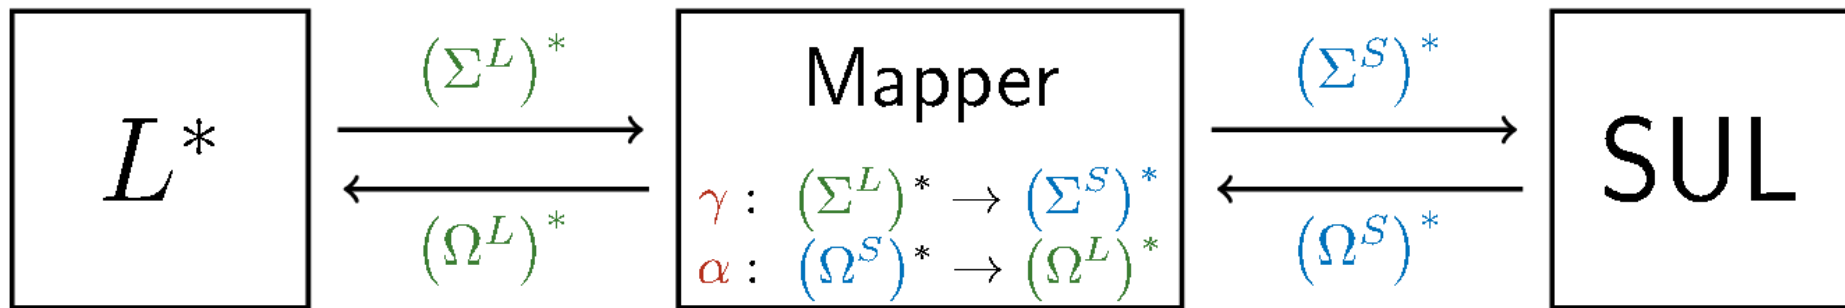 L*
(Σ^L)*
(Ω^L)*
Mapper
γ : (Σ^L)* → (Σ^S)*
α : (Ω^S)* → (Ω^L)*
(Σ^S)*
(Ω^S)*
SUL